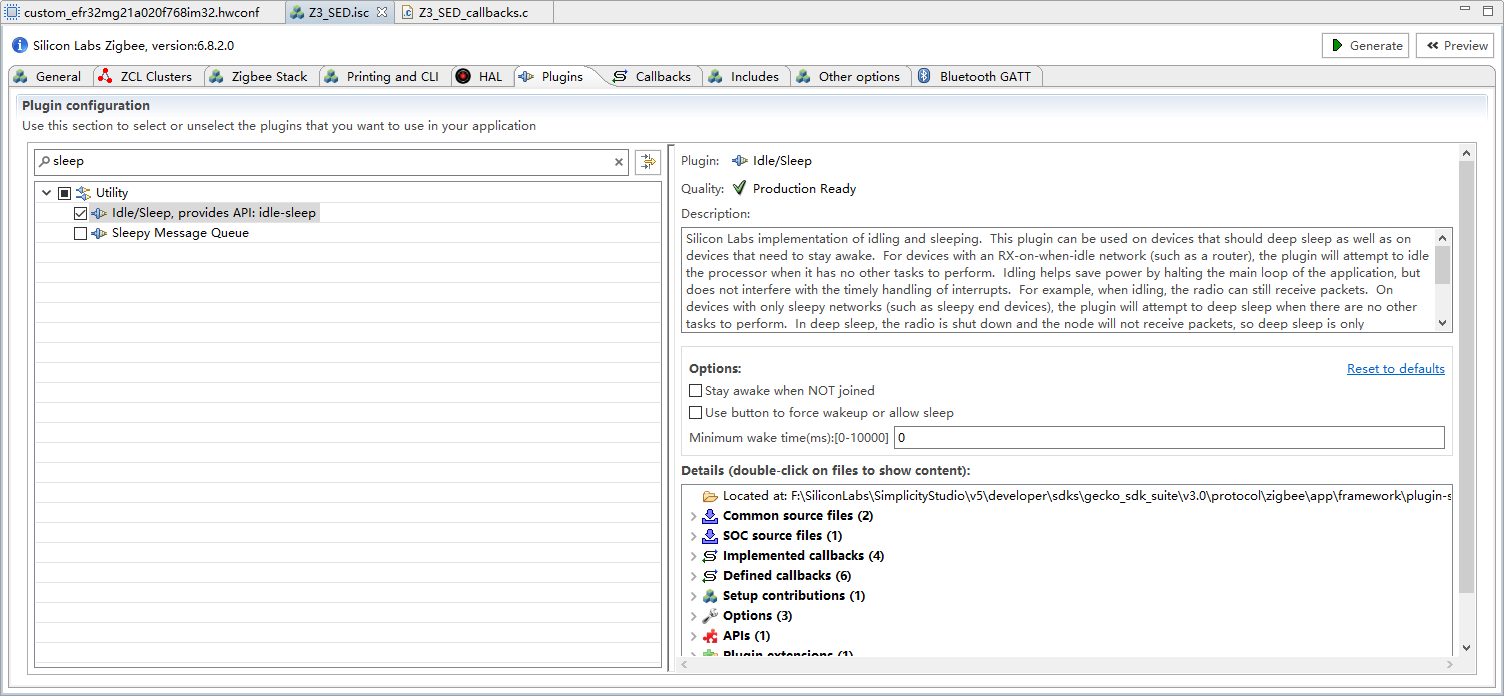 custom_efr32mg21a020f768im32.hwconf
Z3_SED.isc
Z3_SED_callbacks.c
Silicon Labs Zigbee, version:6.8.2.0
Generate
Preview
General
ZCL Clusters
Zigbee Stack
Printing and CLI
HAL
Plugins
Callbacks
Includes
Other options
Bluetooth GATT
Plugin configuration
Use this section to select or unselect the plugins that you want to use in your application
sleep
Utility
Idle/Sleep, provides API: idle-sleep
Sleepy Message Queue
Plugin: Idle/Sleep
Quality: Production Ready
Description:
Silicon Labs implementation of idling and sleeping. This plugin can be used on devices that should deep sleep as well as on
devices that need to stay awake. For devices with an RX-on-when-idle network (such as a router), the plugin will attempt to idle
the processor when it has no other tasks to perform. Idling helps save power by halting the main loop of the application, but
does not interfere with the timely handling of interrupts. For example, when idling, the radio can still receive packets. On
devices with only sleepy networks (such as sleepy end devices), the plugin will attempt to deep sleep when there are no other
tasks to perform. In deep sleep, the radio is shut down and the node will not receive packets, so deep sleep is only
Options:
Reset to defaults
Stay awake when NOT joined
Use button to force wakeup or allow sleep
Minimum wake time(ms):[0-10000] 0
Details (double-click on files to show content):
Located at: F:\SiliconLabs\SimplicityStudio\v5\developer\sdks\gecko_sdk_suite\v3.0\protocol\zigbee\app\framework\plugin-s
Common source files (2)
SOC source files (1)
Implemented callbacks (4)
Defined callbacks (6)
Setup contributions (1)
Options (3)
APIs (1)
Plugin extensions (1)